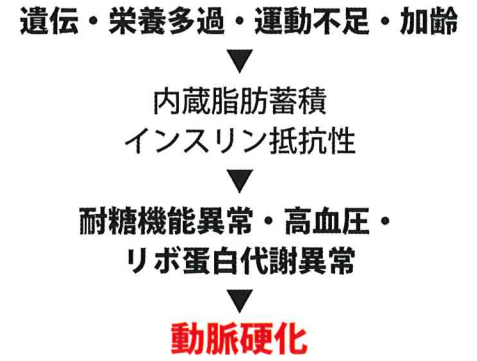 遺伝・栄養多過・運動不足・加齢
▼
内蔵脂肪蓄積
インスリン抵抗性
▼
耐糖機能異常・高血圧・
リボ蛋白代謝異常
▼
動脈硬化